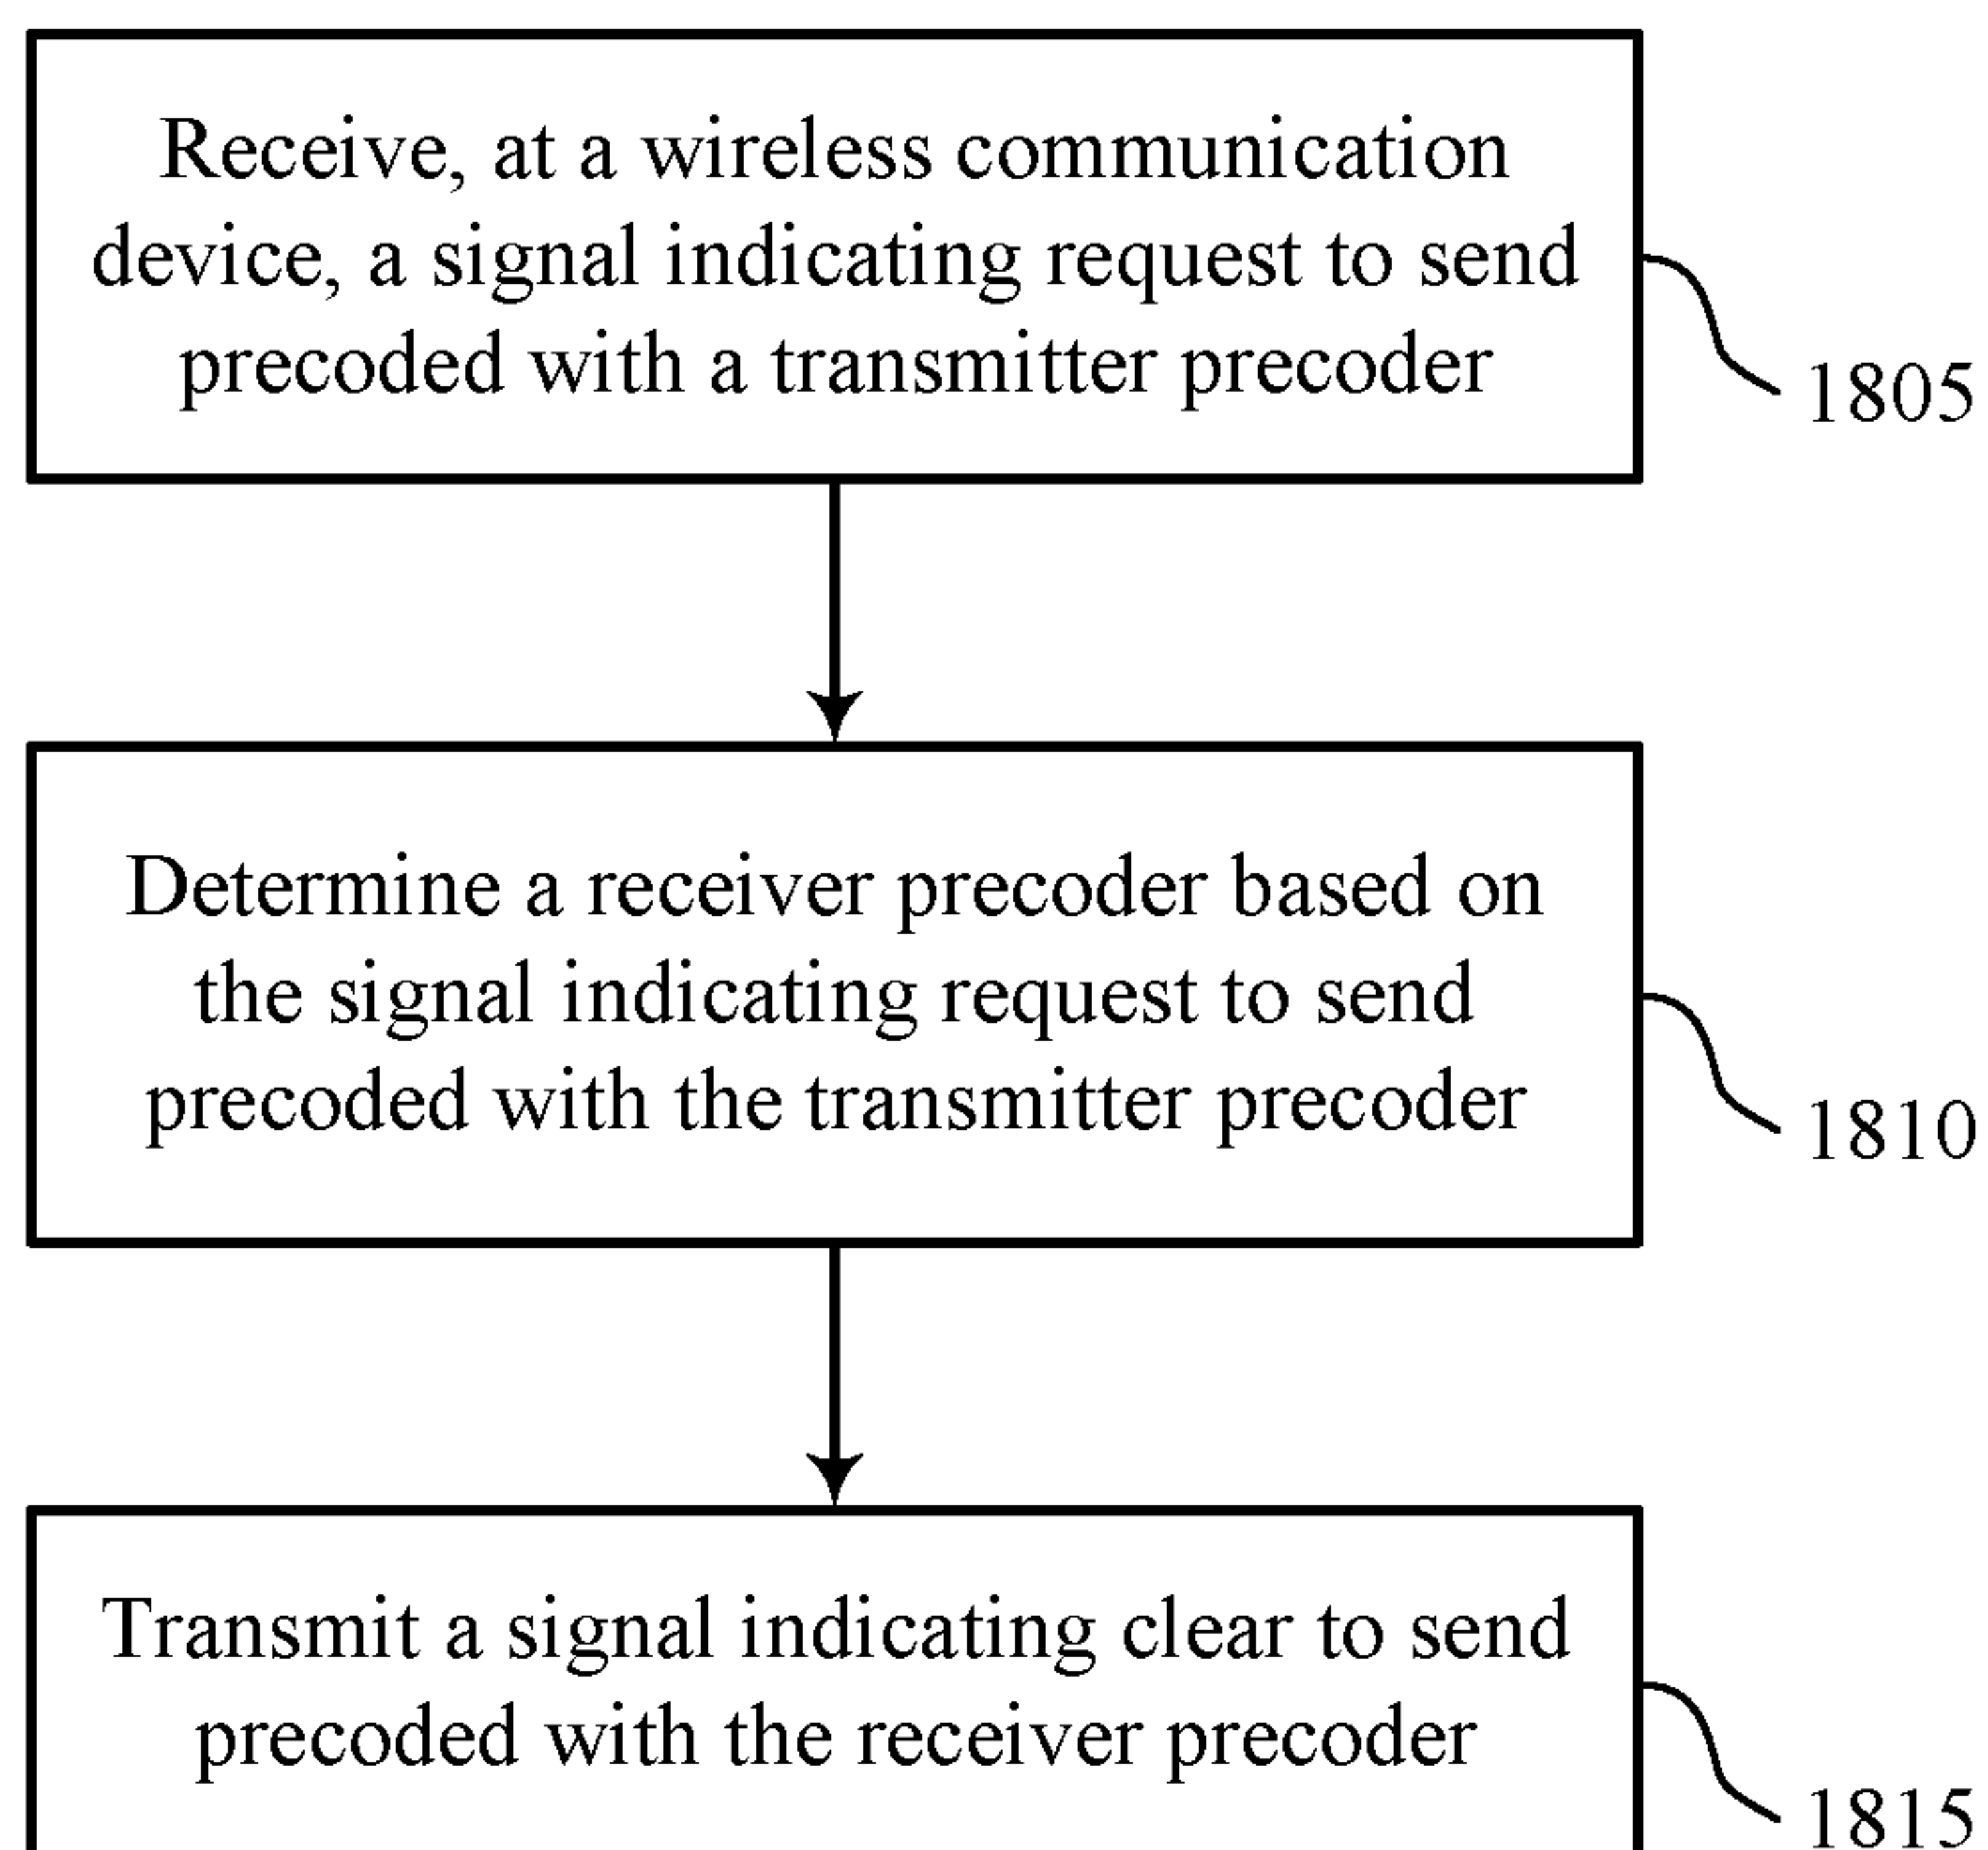 Receive, at a wireless communication
device, a signal indicating request to send
precoded with a transmitter precoder
1805
Determine a receiver precoder based on
the signal indicating request to send
precoded with the transmitter precoder
1810
Transmit a signal indicating clear to send
precoded with the receiver precoder
1815